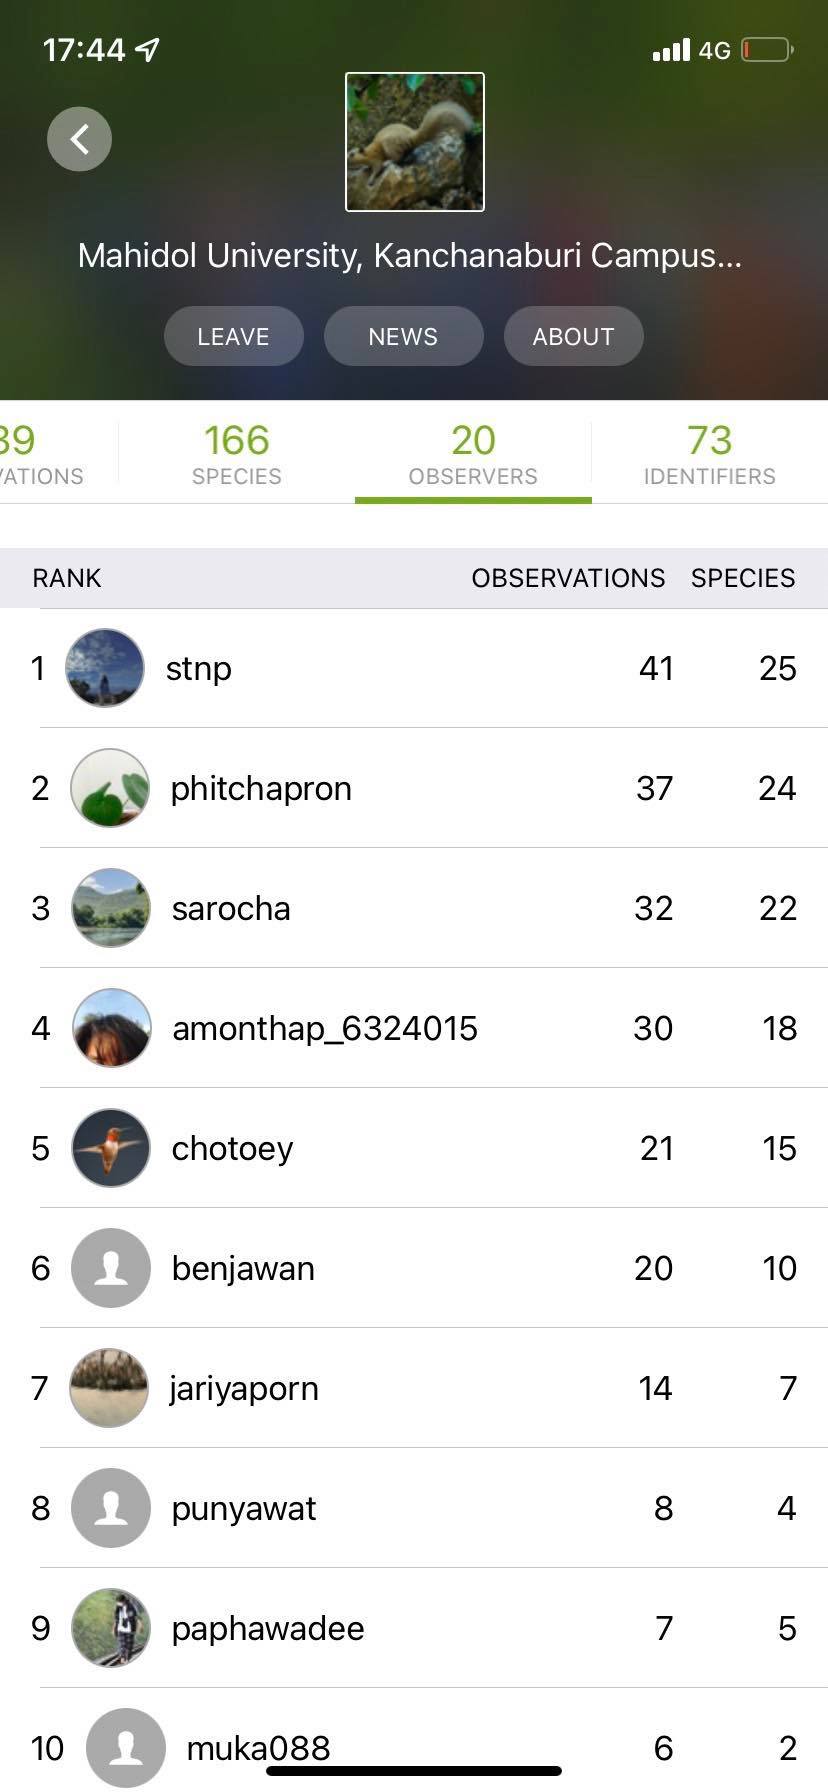 17:44
4G
Mahidol University, Kanchanaburi Campus...
LEAVE NEWS ABOUT
39 166 20 73
VATIONS SPECIES OBSERVERS IDENTIFIERS
RANK OBSERVATIONS SPECIES
1 stnp 41 25
2 phitchapron 37 24
3 sarocha 32 22
4 amonthap_6324015 30 18
5 chotoey 21 15
6 benjawan 20 10
7 jariyaporn 14 7
8 punyawat 8 4
9 paphawadee 7 5
10 muka088 6 2